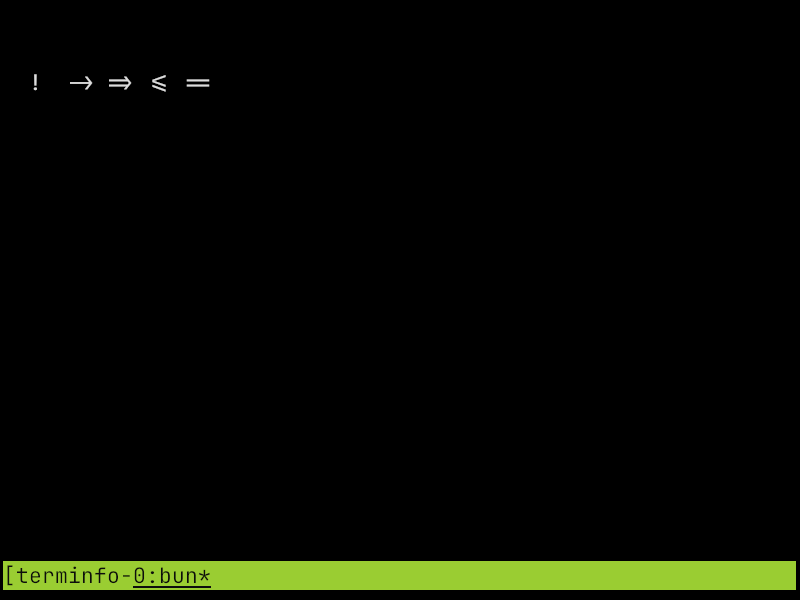 !  -> => <= ==
[terminfo-0:bun*